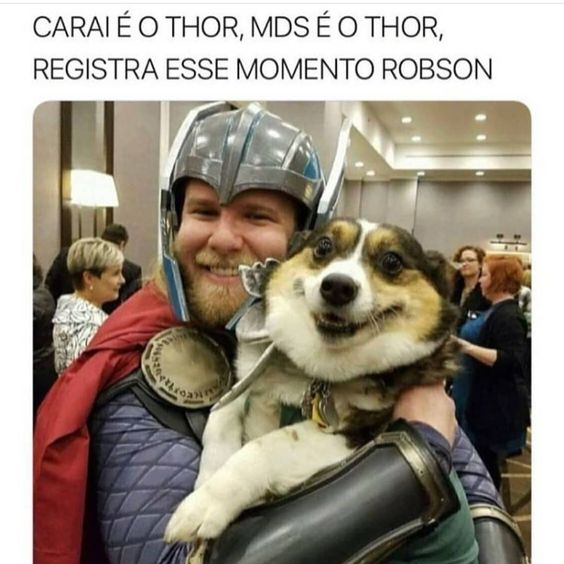 CARAI É O THOR, MDS É O THOR,
REGISTRA ESSE MOMENTO ROBSON